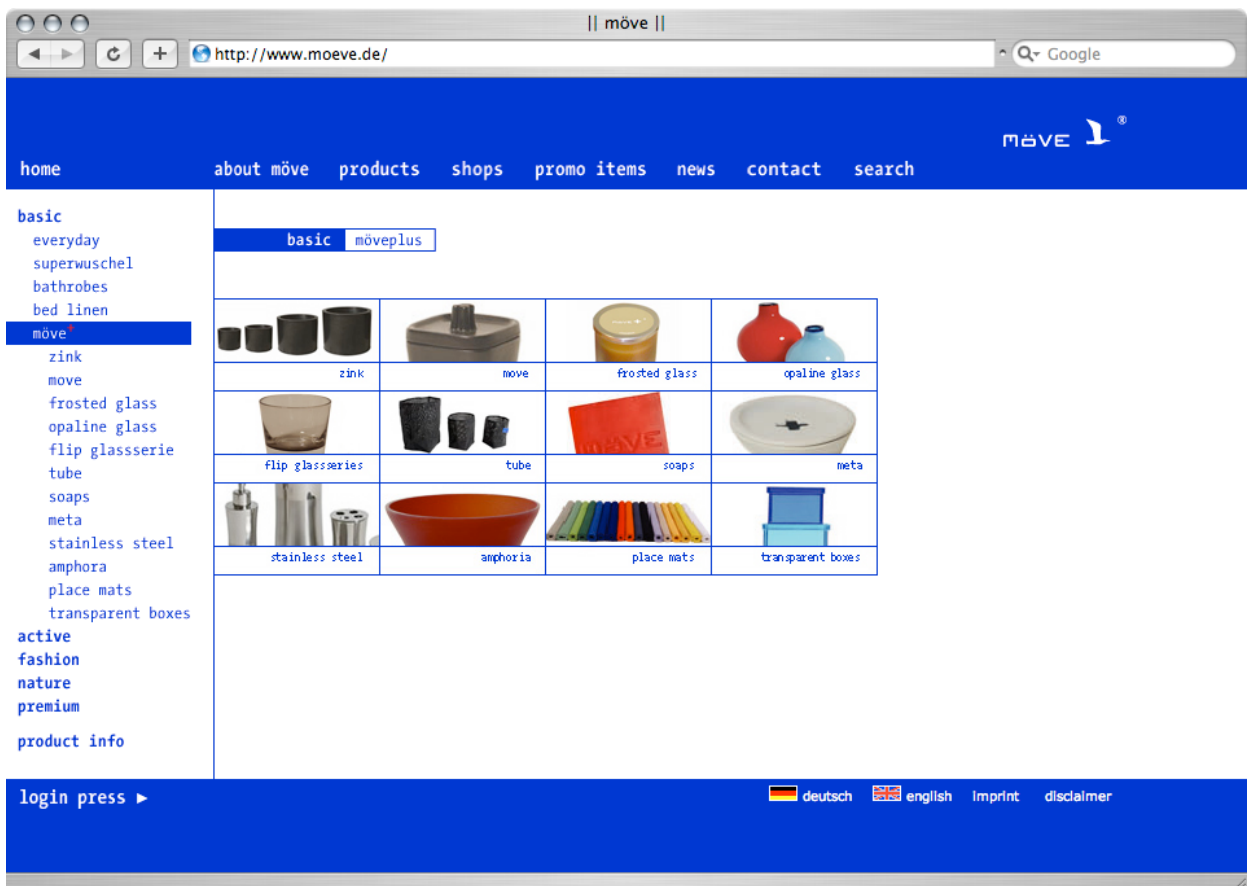 || möve ||
http://www.moeve.de/
Google
möve ®
home about möve products shops promo items news contact search
basic
everyday
superwuschel
bathrobes
bed linen
möve+
zink
move
frosted glass
opaline glass
flip glassserie
tube
soaps
meta
stainless steel
amphora
place mats
transparent boxes
active
fashion
nature
premium
product info
basic möveplus
zink move frosted glass opaline glass
möve
flip glassseries tube soaps meta
stainless steel amphoria place mats transparent boxes
login press ►
deutsch english imprint disclaimer